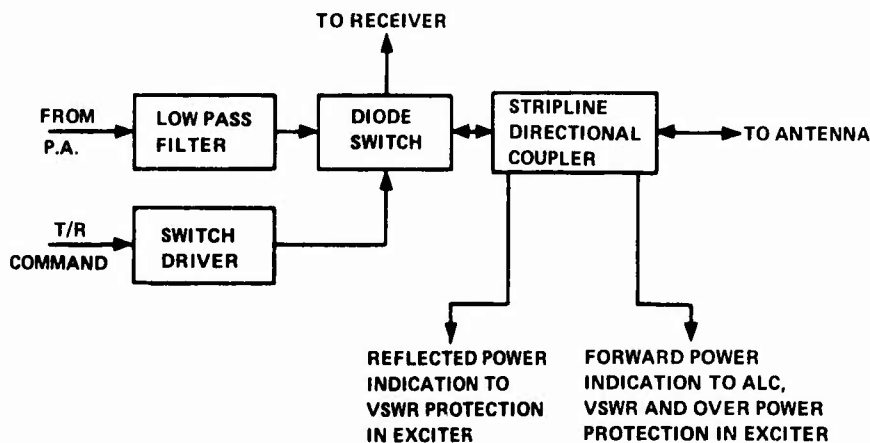 TO RECEIVER
FROM
P.A.
LOW PASS
FILTER
DIODE
SWITCH
STRIPLINE
DIRECTIONAL
COUPLER
TO ANTENNA
T/R
COMMAND
SWITCH
DRIVER
REFLECTED POWER
INDICATION TO
VSWR PROTECTION
IN EXCITER
FORWARD POWER
INDICATION TO ALC,
VSWR AND OVER POWER
PROTECTION IN EXCITER